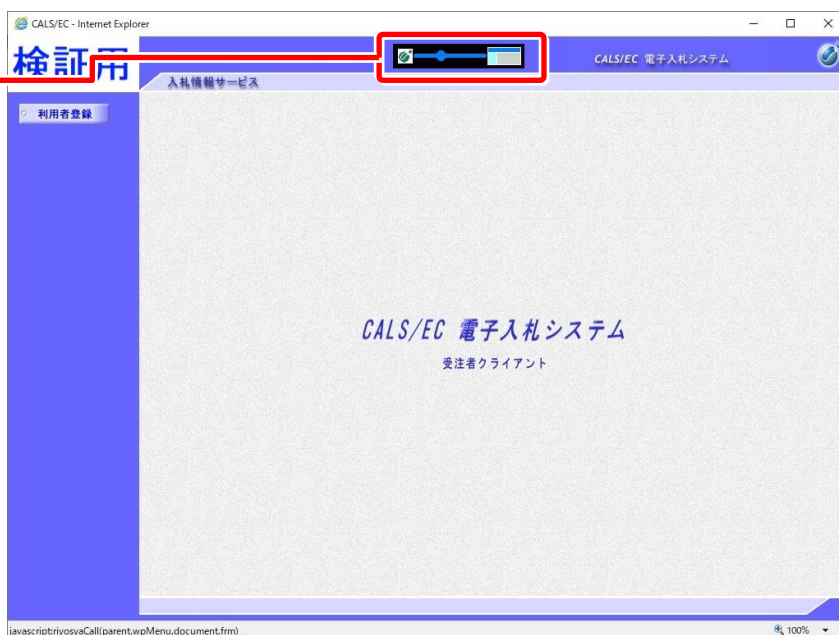 CALS/EC - Internet Explorer
検証用
CALS/EC 電子入札システム
入札情報サービス
利用者登録
CALS/EC 電子入札システム
受注者クライアント
javascript:riyosyaCall(parent.wpMenu.document.frm)
100%